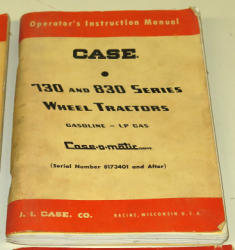 Operator's Instruction Manual
CASE.
730 AND 830 SERIES
WHEEL TRACTORS
GASOLINE - LP GAS
Case-o-matic
(Serial Number 8173401 and After)
J. I. CASE. CO.
RACINE, WISCONSIN U. S. A.